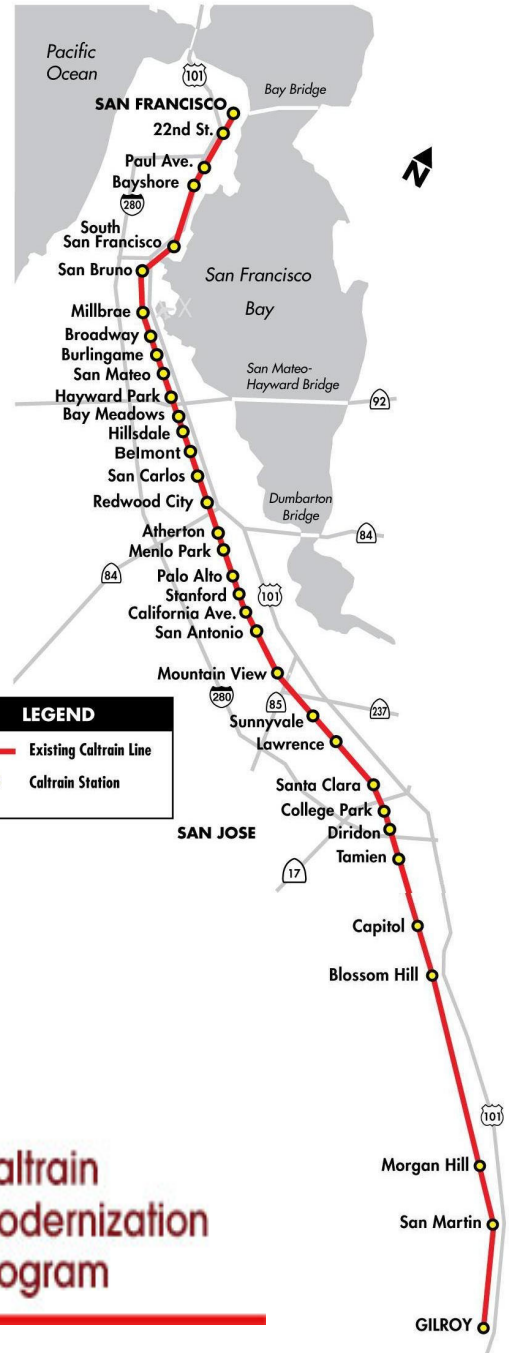 Pacific
Ocean
101
SAN FRANCISCO
Bay Bridge
22nd St.
Paul Ave.
Bayshore
N
280
South
San Francisco
San Bruno
San Francisco
Bay
Millbrae
Broadway
Burlingame
San Mateo
San Mateo-
Hayward Bridge
Hayward Park
92
Bay Meadows
Hillsdale
Belmont
San Carlos
Redwood City
Dumbarton
Bridge
Atherton
84
Menlo Park
84
Palo Alto
Stanford
101
California Ave.
San Antonio
Mountain View
280
85
237
Sunnyvale
Lawrence
LEGEND
Existing Caltrain Line
Caltrain Station
Santa Clara
College Park
SAN JOSE
Diridon
Tamien
17
Capitol
Blossom Hill
101
Morgan Hill
San Martin
GILROY
altrain
odernization
ogram